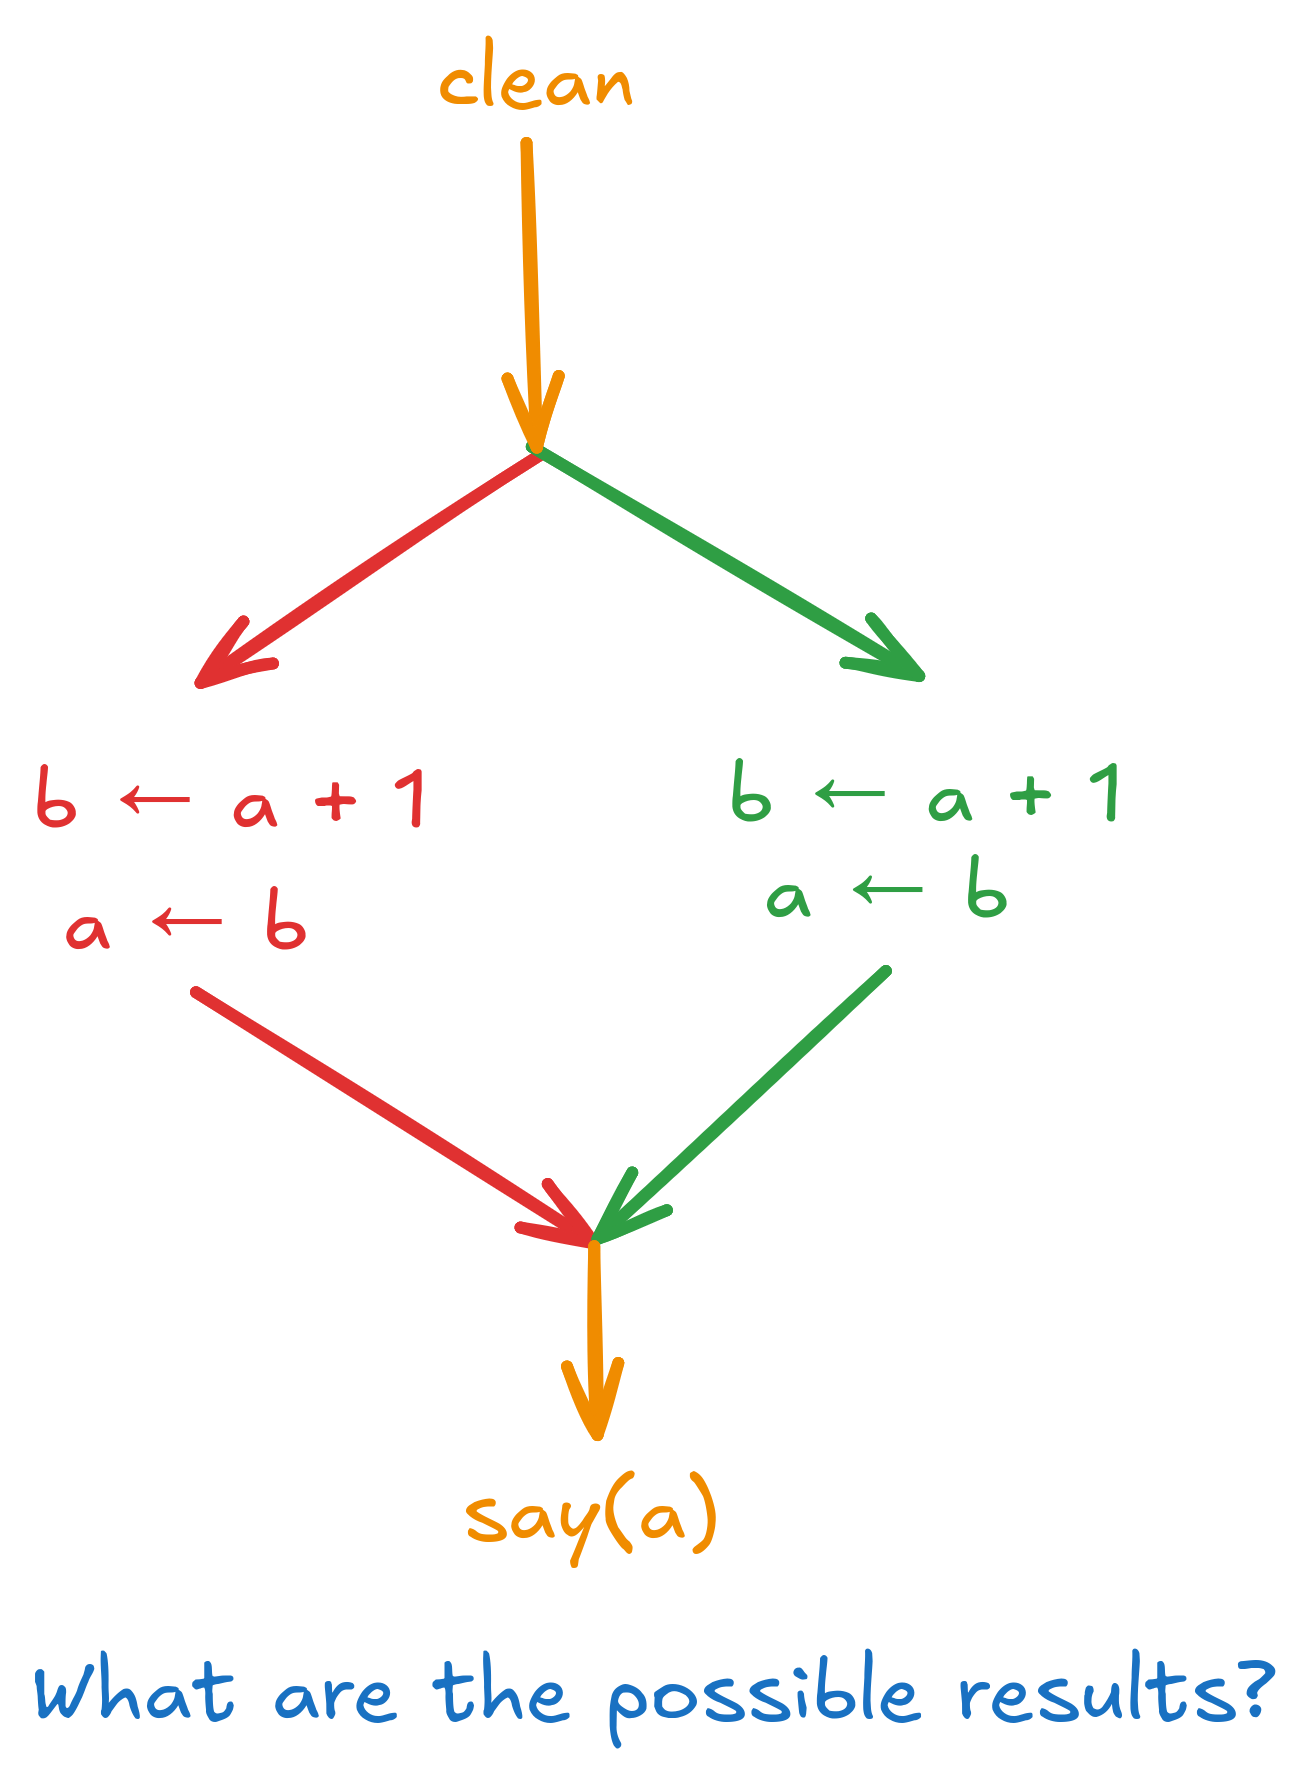 clean
b ← a + 1
a ← b
b ← a + 1
a ← b
say(a)
What are the possible results?